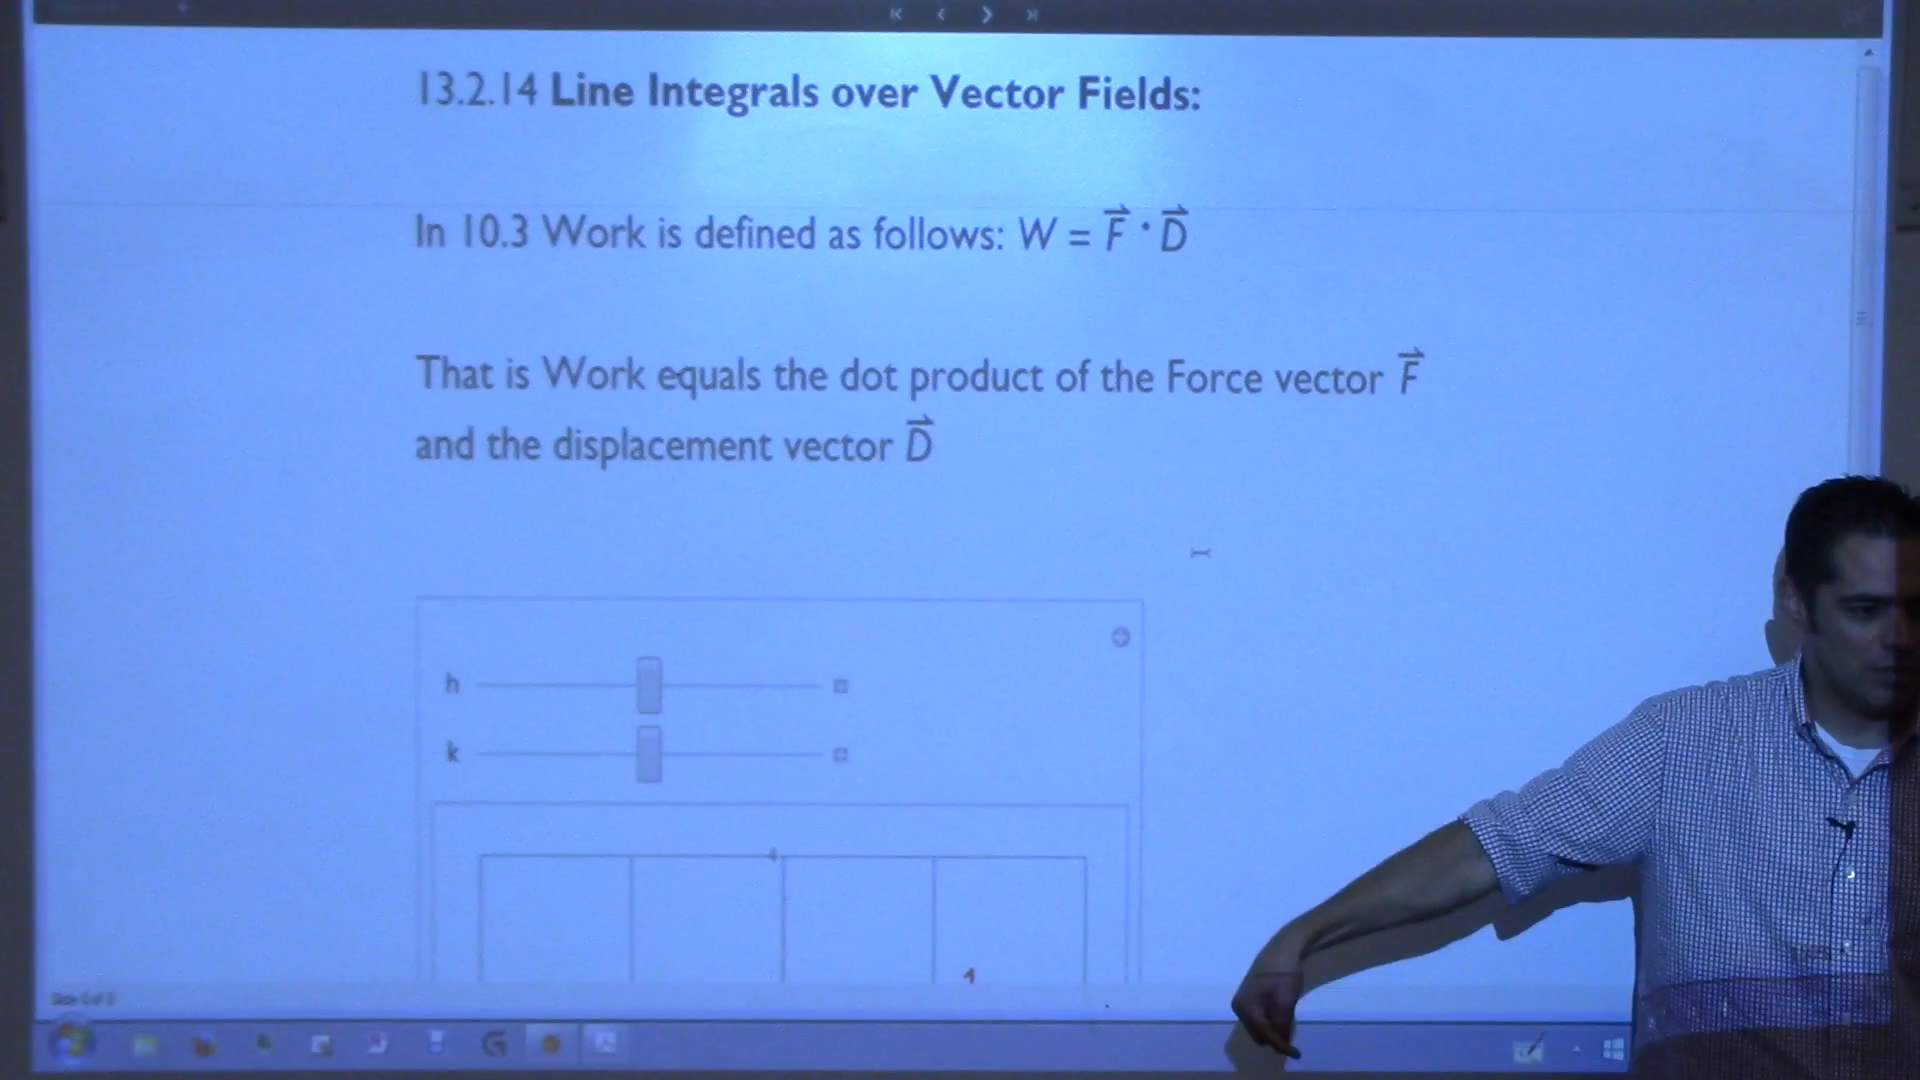 13.2.14 Line Integrals over Vector Fields:
In 10.3 Work is defined as follows: W = F⃗ · D⃗
That is Work equals the dot product of the Force vector F⃗
and the displacement vector D⃗
h
k
4